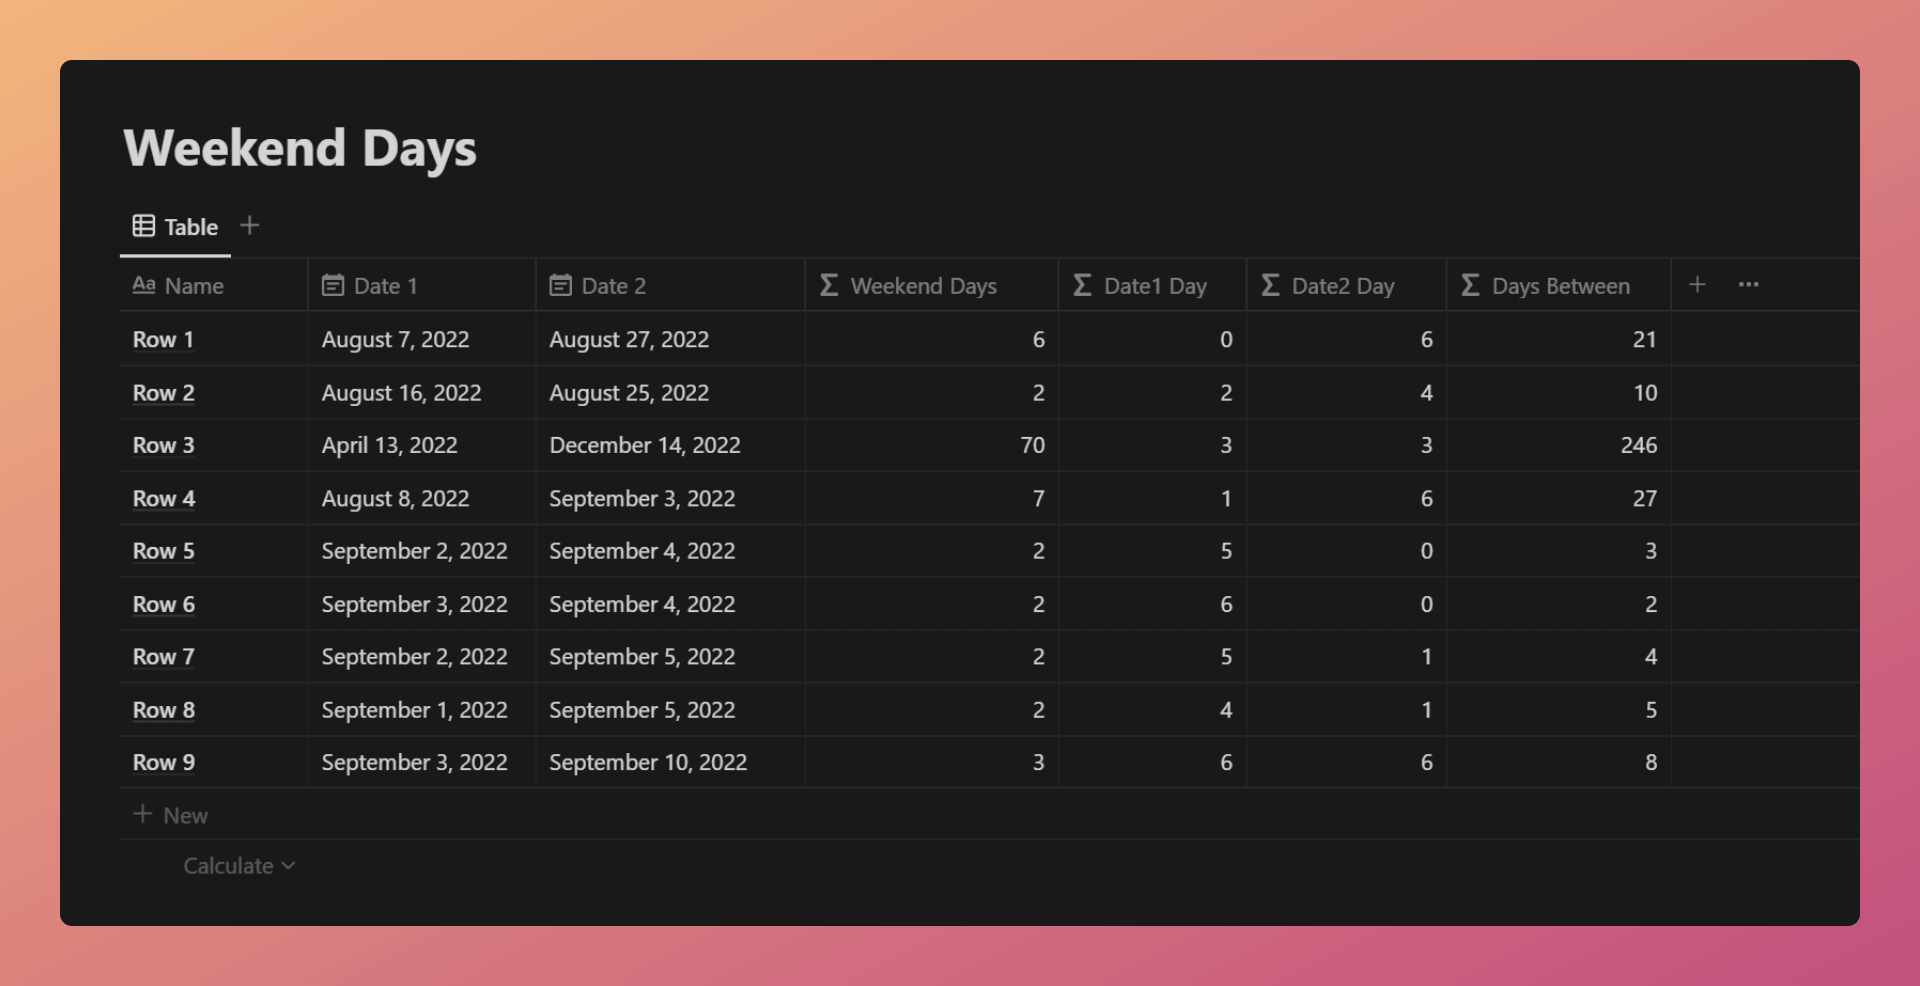 Weekend Days
Table
Aa Name Date 1 Date 2 Σ Weekend Days Σ Date1 Day Σ Date2 Day Σ Days Between
Row 1 August 7, 2022 August 27, 2022 6 0 6 21
Row 2 August 16, 2022 August 25, 2022 2 2 4 10
Row 3 April 13, 2022 December 14, 2022 70 3 3 246
Row 4 August 8, 2022 September 3, 2022 7 1 6 27
Row 5 September 2, 2022 September 4, 2022 2 5 0 3
Row 6 September 3, 2022 September 4, 2022 2 6 0 2
Row 7 September 2, 2022 September 5, 2022 2 5 1 4
Row 8 September 1, 2022 September 5, 2022 2 4 1 5
Row 9 September 3, 2022 September 10, 2022 3 6 6 8
New
Calculate